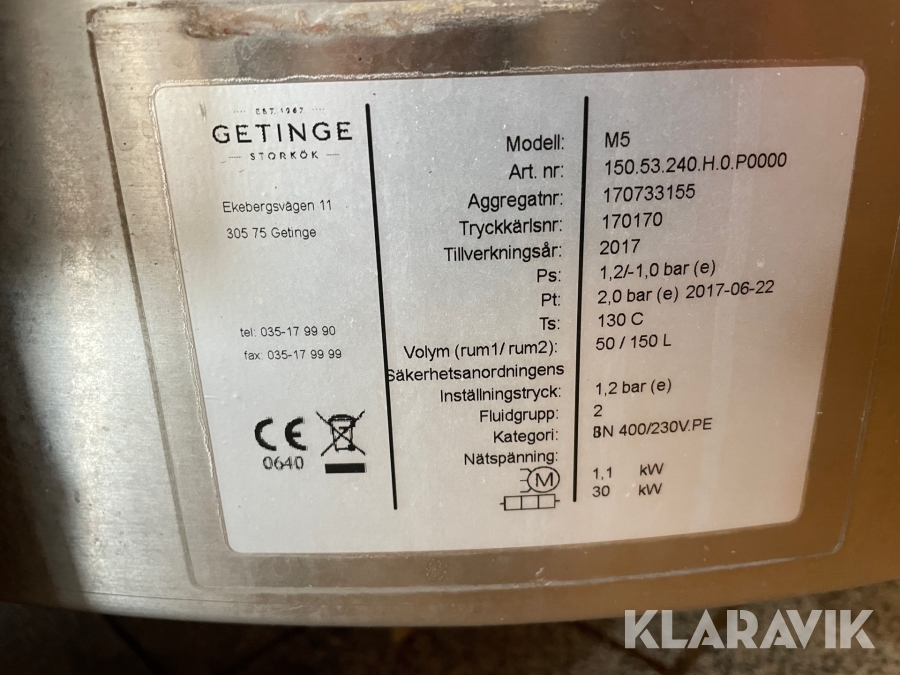 EST. 1967
GETINGE
STORKÖK
Ekebergsvägen 11
305 75 Getinge
tel: 035-17 99 90
fax: 035-17 99 99
CE
0640
Modell: M5
Art. nr: 150.53.240.H.0.P0000
Aggregatnr: 170733155
Tryckkärlsnr: 170170
Tillverkningsår: 2017
Ps: 1,2/-1,0 bar (e)
Pt: 2,0 bar (e) 2017-06-22
Ts: 130 C
Volym (rum1/ rum2): 50 / 150 L
Säkerhetsanordningens
Inställningstryck: 1,2 bar (e)
Fluidgrupp: 2
Kategori:
Nätspänning: N 400/230V.PE
M 1,1 kW
30 kW
KLARAVIK